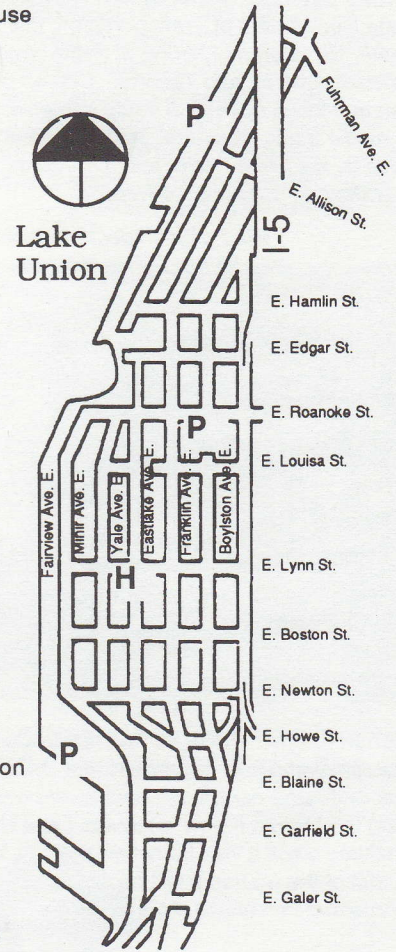 use
P
Fuhrman Ave. E.
E. Allison St.
I-5
Lake
Union
E. Hamlin St.
E. Edgar St.
E. Roanoke St.
P
E. Louisa St.
Fairview Ave. E.
Minir Ave. E.
Yale Ave. E
Eastlake Ave. E.
Franklin Ave. E.
Boylston Ave. E.
E. Lynn St.
H
E. Boston St.
E. Newton St.
E. Howe St.
P
on
E. Blaine St.
E. Garfield St.
E. Galer St.